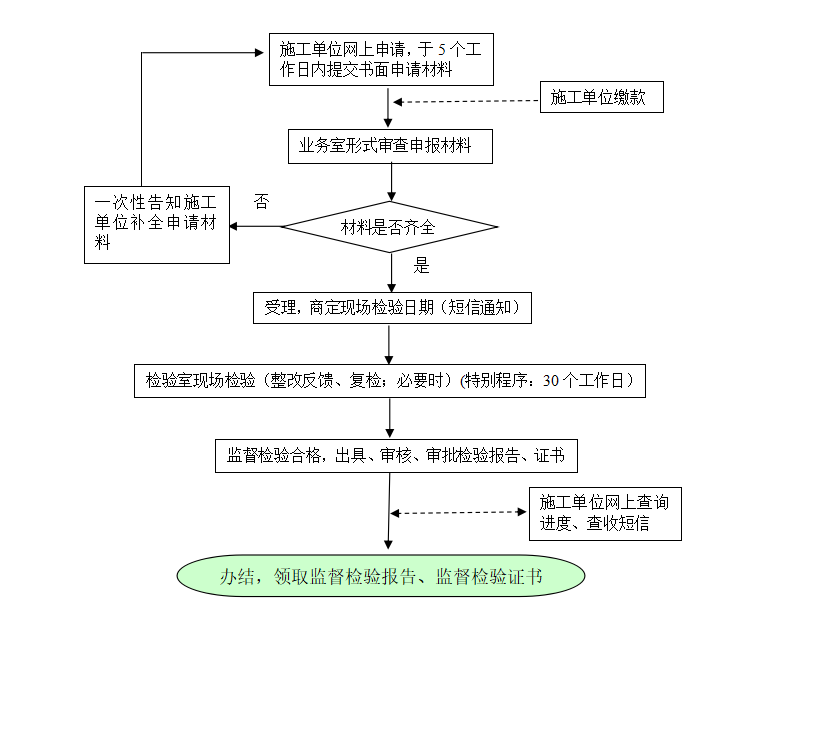 施工单位网上申请，于 5 个工
作日内提交书面申请材料
施工单位缴款
业务室形式审查申报材料
一次性告知施工
单位补全申请材
料
否
材料是否齐全
是
受理，商定现场检验日期（短信通知）
检验室现场检验（整改反馈、复检；必要时）(特别程序：30 个工作日）
监督检验合格，出具、审核、审批检验报告、证书
施工单位网上查询
进度、查收短信
办结，领取监督检验报告、监督检验证书